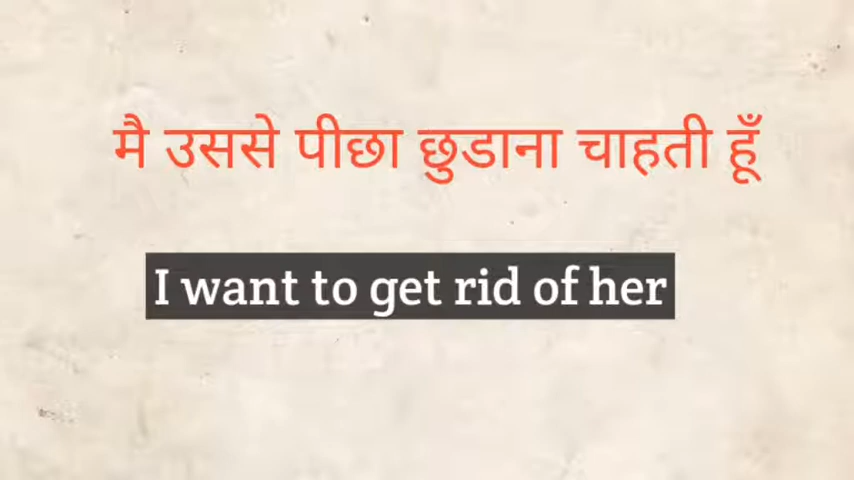 मै उससे पीछा छुडाना चाहती हूँ
I want to get rid of her